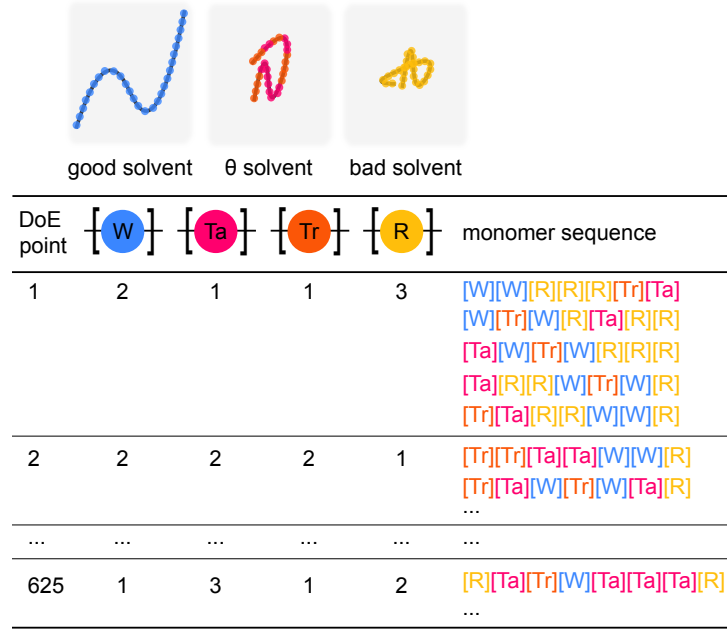 good solvent θ solvent bad solvent
DoE point [W] [Ta] [Tr] [R] monomer sequence
1 2 1 1 3 [W][W][R][R][R][Tr][Ta]
[W][Tr][W][R][Ta][R][R]
[Ta][W][Tr][W][R][R][R]
[Ta][R][R][W][Tr][W][R]
[Tr][Ta][R][R][W][W][R]
2 2 2 2 1 [Tr][Tr][Ta][Ta][W][W][R]
[Tr][Ta][W][Tr][W][Ta][R]
...
... ... ... ... ... ...
625 1 3 1 2 [R][Ta][Tr][W][Ta][Ta][Ta][R]
...